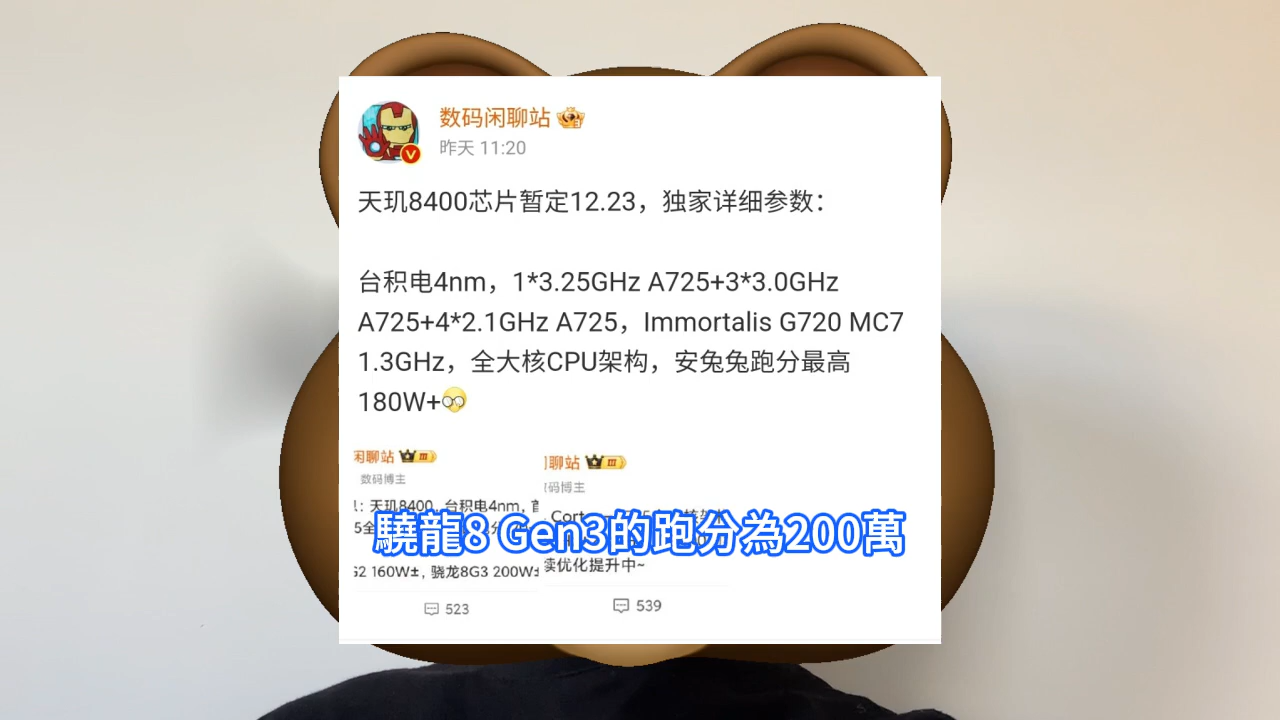 数码闲聊站
昨天 11:20
天玑8400芯片暂定12.23，独家详细参数：
台积电4nm，1*3.25GHz A725+3*3.0GHz
A725+4*2.1GHz A725，Immortalis G720 MC7
1.3GHz，全大核CPU架构，安兔兔跑分最高
180W+
闲聊站 III
数码博主
天玑8400，台积电4nm，首
G2 160W±，骁龙8G3 200W±
523
聊站 III
码博主
续优化提升中~
539
驍龍8 Gen3的跑分為200萬